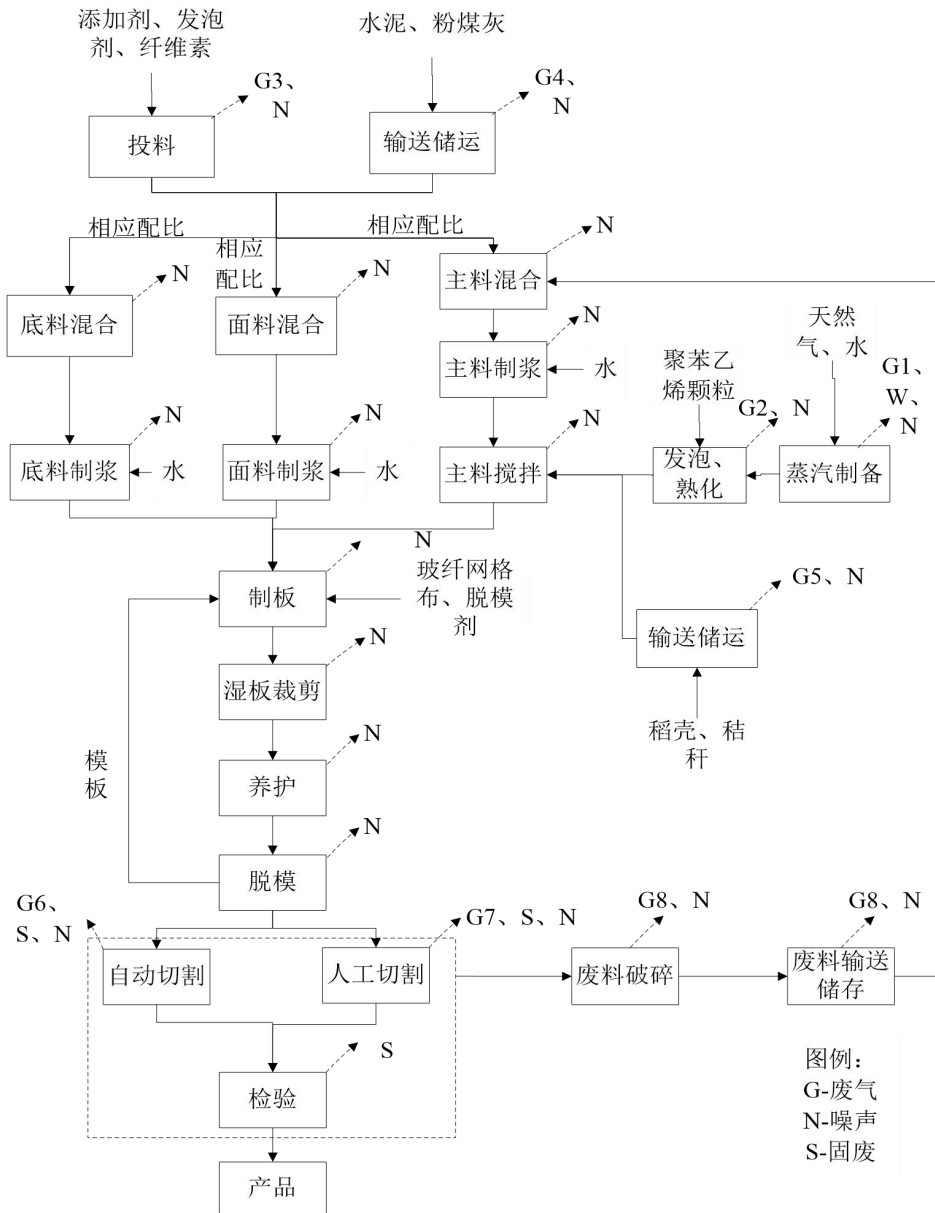 添加剂、发泡
剂、纤维素
水泥、粉煤灰
G3、
N
G4、
N
投料
输送储运
相应配比
相应
配比
相应配比
N
N
N
底料混合
面料混合
主料混合
N
主料制浆
水
天然
气、水
聚苯乙
烯颗粒
G1、
W、
N
G2、N
N
N
N
底料制浆
水
面料制浆
水
主料搅拌
发泡、
熟化
蒸汽制备
N
制板
玻纤网格
布、脱模
剂
G5、N
输送储运
稻壳、秸
秆
N
湿板裁剪
N
养护
模
板
N
脱模
G6、
S、N
G7、S、N
G8、N
G8、N
自动切割
人工切割
废料破碎
废料输送
储存
S
检验
产品
图例：
G-废气
N-噪声
S-固废